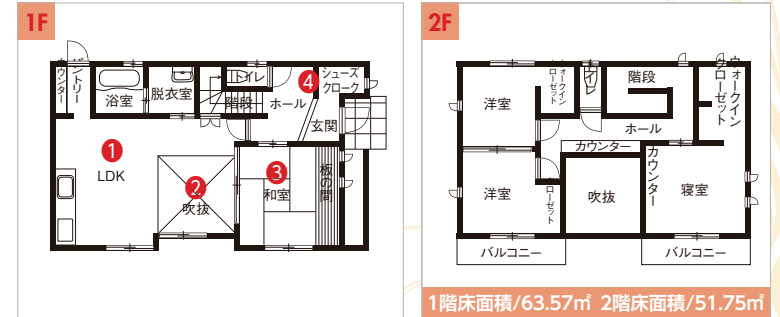 1F
カウンター
パントリー
浴室
脱衣室
トイレ
階段
ホール
4
シューズ
クローク
玄関
1
LDK
2
吹抜
3
和室
板の間
2F
洋室
ウォークイン
クローゼット
トイレ
階段
ウォークイン
クローゼット
ホール
カウンター
洋室
吹抜
カウンター
寝室
バルコニー
バルコニー
1階床面積/63.57㎡ 2階床面積/51.75㎡